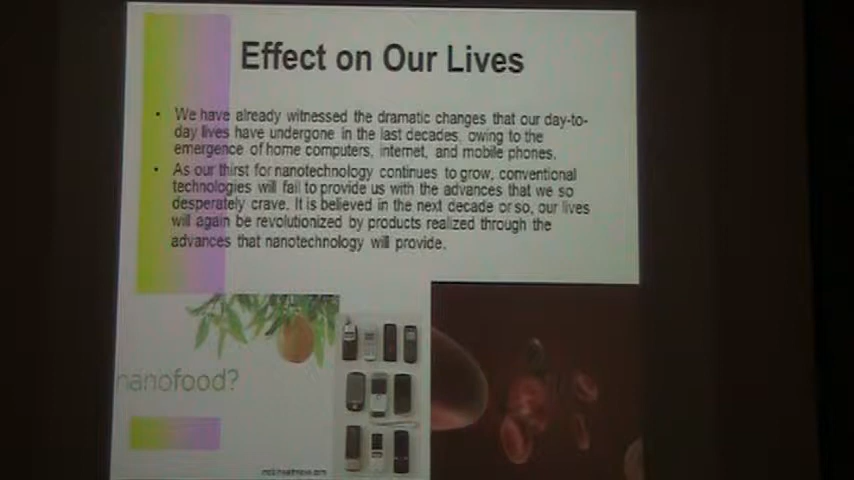 Effect on Our Lives
• We have already witnessed the dramatic changes that our day-to-
day lives have undergone in the last decades, owing to the
emergence of home computers, internet, and mobile phones.
• As our thirst for nanotechnology continues to grow, conventional
technologies will fail to provide us with the advances that we so
desperately crave. It is believed in the next decade or so, our lives
will again be revolutionized by products realized through the
advances that nanotechnology will provide.
nanofood?